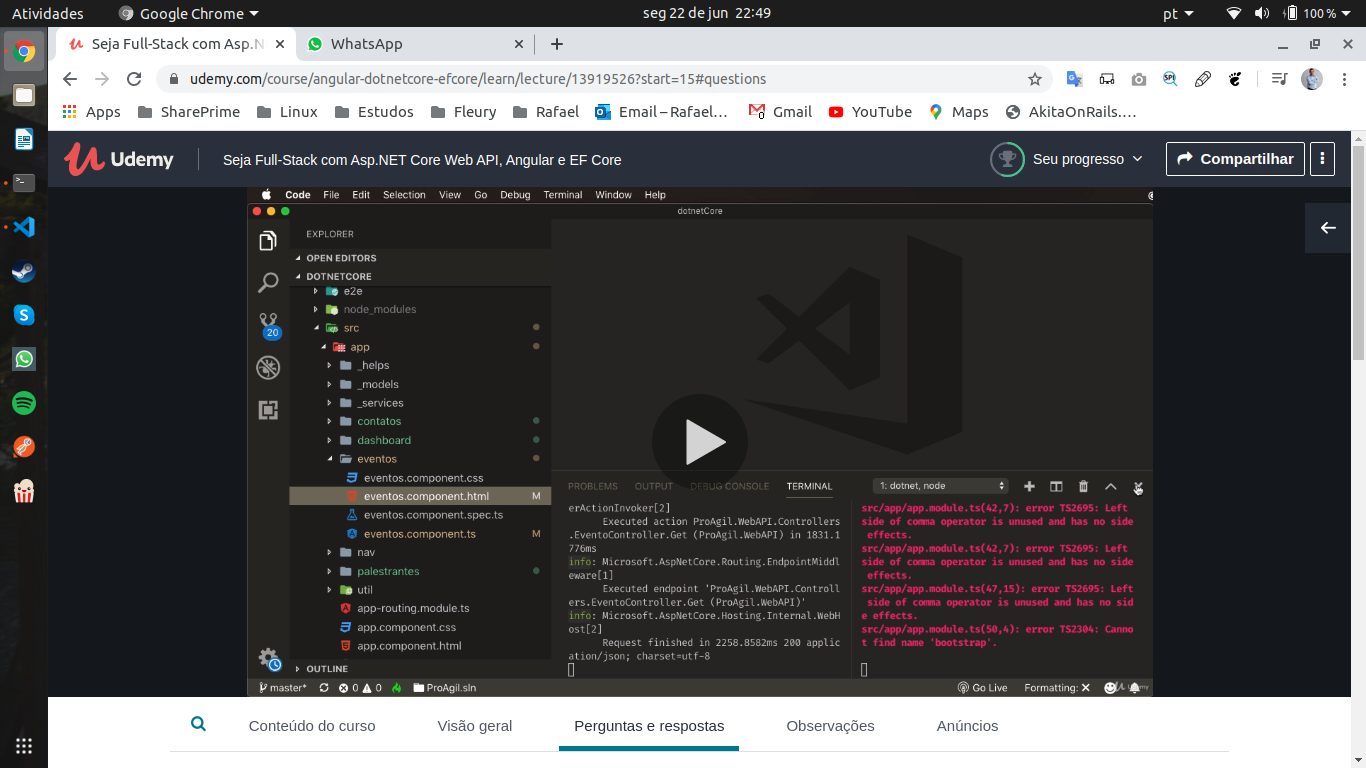 Atividades Google Chrome seg 22 de jun 22:49 pt 100 %
Seja Full-Stack com Asp.N WhatsApp
udemy.com/course/angular-dotnetcore-efcore/learn/lecture/13919526?start=15#questions
Apps SharePrime Linux Estudos Fleury Rafael Email – Rafael… Gmail YouTube Maps AkitaOnRails.…
Udemy Seja Full-Stack com Asp.NET Core Web API, Angular e EF Core Seu progresso Compartilhar
Code File Edit Selection View Go Debug Terminal Window Help
dotnetCore
EXPLORER
OPEN EDITORS
DOTNETCORE
e2e
node_modules
src
20
app
_helps
_models
_services
contatos
dashboard
eventos
eventos.component.css
eventos.component.html M
eventos.component.spec.ts
eventos.component.ts M
nav
palestrantes
util
app-routing.module.ts
app.component.css
app.component.html
OUTLINE
PROBLEMS OUTPUT DEBUG CONSOLE TERMINAL 1: dotnet, node
erActionInvoker[2]
Executed action ProAgil.WebAPI.Controllers
.EventoController.Get (ProAgil.WebAPI) in 1831.1
776ms
info: Microsoft.AspNetCore.Routing.EndpointMiddl
eware[1]
Executed endpoint 'ProAgil.WebAPI.Controll
ers.EventoController.Get (ProAgil.WebAPI)'
info: Microsoft.AspNetCore.Hosting.Internal.WebH
ost[2]
Request finished in 2258.8582ms 200 applic
ation/json; charset=utf-8
src/app/app.module.ts(42,7): error TS2695: Left
side of comma operator is unused and has no side
effects.
src/app/app.module.ts(42,7): error TS2695: Left
side of comma operator is unused and has no side
effects.
src/app/app.module.ts(47,15): error TS2695: Left
side of comma operator is unused and has no sid
e effects.
src/app/app.module.ts(50,4): error TS2304: Canno
t find name 'bootstrap'.
master* 0 0 ProAgil.sln Go Live Formatting: ✕
Conteúdo do curso Visão geral Perguntas e respostas Observações Anúncios